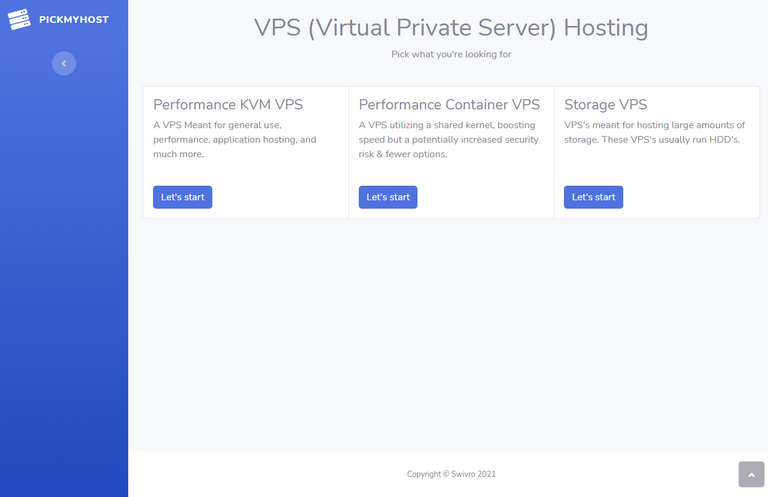 PICKMYHOST
VPS (Virtual Private Server) Hosting
Pick what you're looking for
Performance KVM VPS
A VPS Meant for general use,
performance, application hosting, and
much more.
Let's start
Performance Container VPS
A VPS utilizing a shared kernel, boosting
speed but a potentially increased security
risk & fewer options.
Let's start
Storage VPS
VPS's meant for hosting large amounts of
storage. These VPS's usually run HDD's.
Let's start
Copyright © Swivro 2021